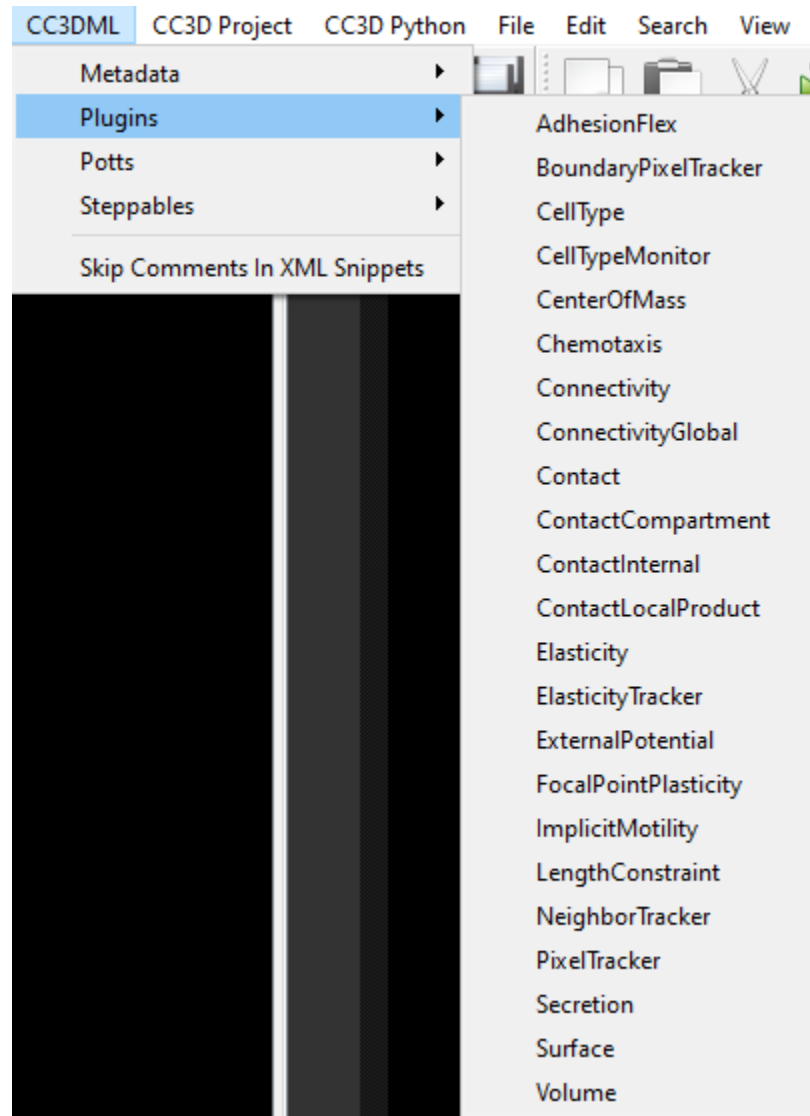 CC3DML CC3D Project CC3D Python File Edit Search View
Metadata
Plugins
Potts
Steppables
Skip Comments In XML Snippets
AdhesionFlex
BoundaryPixelTracker
CellType
CellTypeMonitor
CenterOfMass
Chemotaxis
Connectivity
ConnectivityGlobal
Contact
ContactCompartment
ContactInternal
ContactLocalProduct
Elasticity
ElasticityTracker
ExternalPotential
FocalPointPlasticity
ImplicitMotility
LengthConstraint
NeighborTracker
PixelTracker
Secretion
Surface
Volume